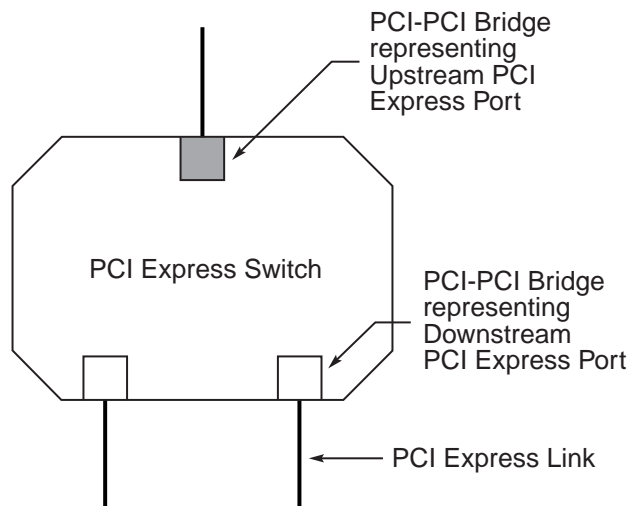 PCI-PCI Bridge
representing
Upstream PCI
Express Port
PCI Express Switch
PCI-PCI Bridge
representing
Downstream
PCI Express Port
PCI Express Link